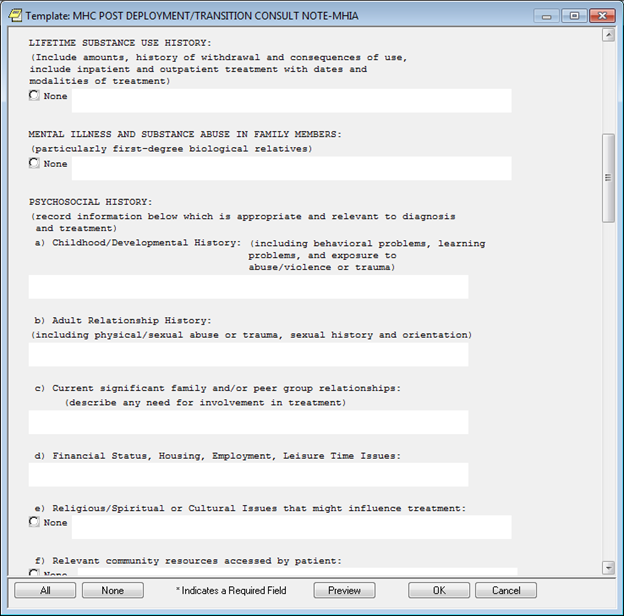 Template: MHC POST DEPLOYMENT/TRANSITION CONSULT NOTE-MHIA
LIFETIME SUBSTANCE USE HISTORY:
(Include amounts, history of withdrawal and consequences of use,
include inpatient and outpatient treatment with dates and
modalities of treatment)
None
MENTAL ILLNESS AND SUBSTANCE ABUSE IN FAMILY MEMBERS:
(particularly first-degree biological relatives)
None
PSYCHOSOCIAL HISTORY:
(record information below which is appropriate and relevant to diagnosis
and treatment)
a) Childhood/Developmental History: (including behavioral problems, learning
problems, and exposure to
abuse/violence or trauma)
b) Adult Relationship History:
(including physical/sexual abuse or trauma, sexual history and orientation)
c) Current significant family and/or peer group relationships:
(describe any need for involvement in treatment)
d) Financial Status, Housing, Employment, Leisure Time Issues:
e) Religious/Spiritual or Cultural Issues that might influence treatment:
None
f) Relevant community resources accessed by patient:
None
All None * Indicates a Required Field Preview OK Cancel